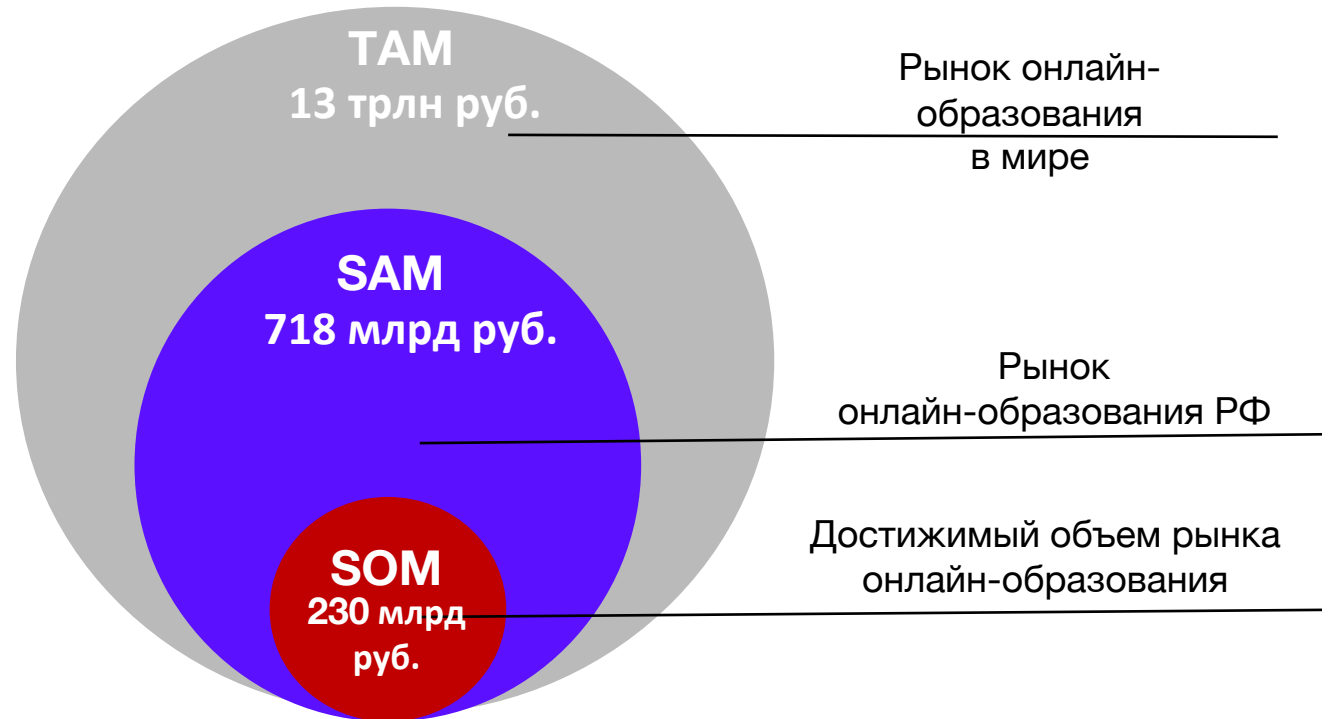 TAM
13 трлн руб.
Рынок онлайн-
образования
в мире
SAM
718 млрд руб.
Рынок
онлайн-образования РФ
SOM
230 млрд
руб.
Достижимый объем рынка
онлайн-образования